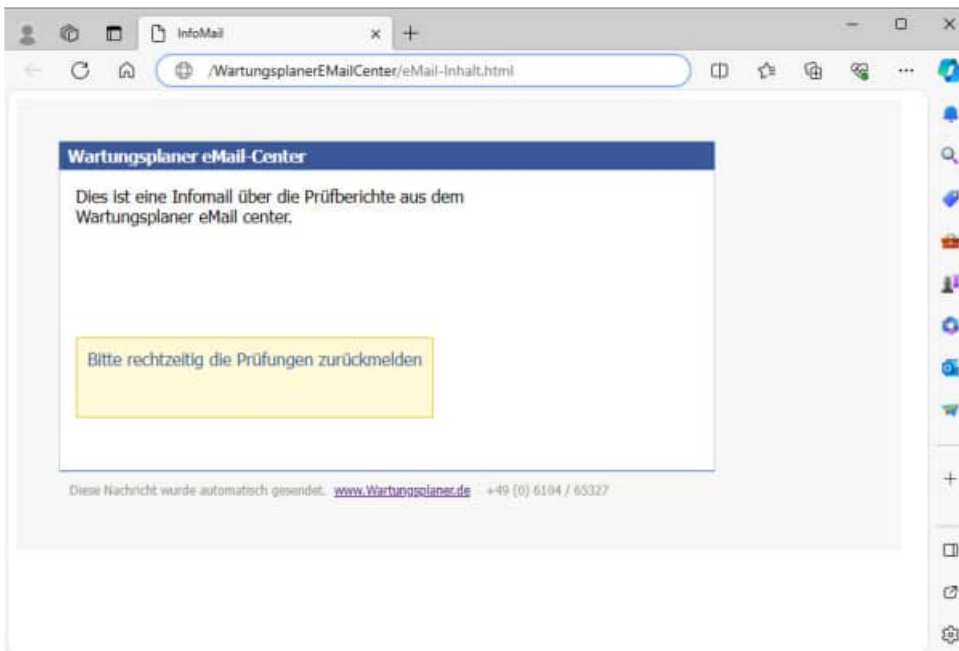 InfoMail
/WartungsplanerEMailCenter/eMail-Inhalt.html
Wartungsplaner eMail-Center
Dies ist eine Infomail über die Prüfberichte aus dem
Wartungsplaner eMail center.
Bitte rechtzeitig die Prüfungen zurückmelden
Diese Nachricht wurde automatisch gesendet. www.Wartungsplaner.de +49 (0) 6104 / 65327